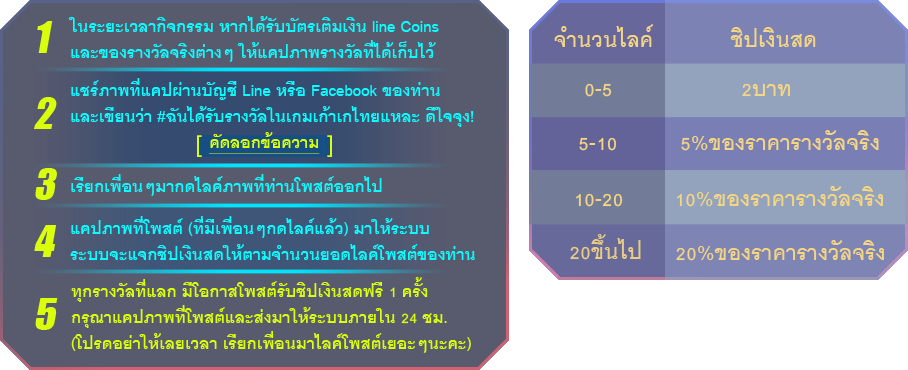 1 ในระยะเวลากิจกรรม หากได้รับบัตรเติมเงิน line Coins
และของรางวัลจริงต่างๆ ให้แคปภาพรางวัลที่ได้เก็บไว้
2 แชร์ภาพที่แคปผ่านบัญชี Line หรือ Facebook ของท่าน
และเขียนว่า #ฉันได้รับรางวัลในเกมเก้าเกไทยแหละ ดีใจจุง!
[ คัดลอกข้อความ ]
3 เรียกเพื่อนๆมากดไลค์ภาพที่ท่านโพสต์ออกไป
4 แคปภาพที่โพสต์ (ที่มีเพื่อนๆกดไลค์แล้ว) มาให้ระบบ
ระบบจะแจกชิปเงินสดให้ตามจำนวนยอดไลค์โพสต์ของท่าน
5 ทุกรางวัลที่แลก มีโอกาสโพสต์รับชิปเงินสดฟรี 1 ครั้ง
กรุณาแคปภาพที่โพสต์และส่งมาให้ระบบภายใน 24 ชม.
(โปรดอย่าให้เลยเวลา เรียกเพื่อนมาไลค์โพสต์เยอะๆนะคะ)
จำนวนไลค์ ชิปเงินสด
0-5 2บาท
5-10 5%ของราคารางวัลจริง
10-20 10%ของราคารางวัลจริง
20ขึ้นไป 20%ของราคารางวัลจริง